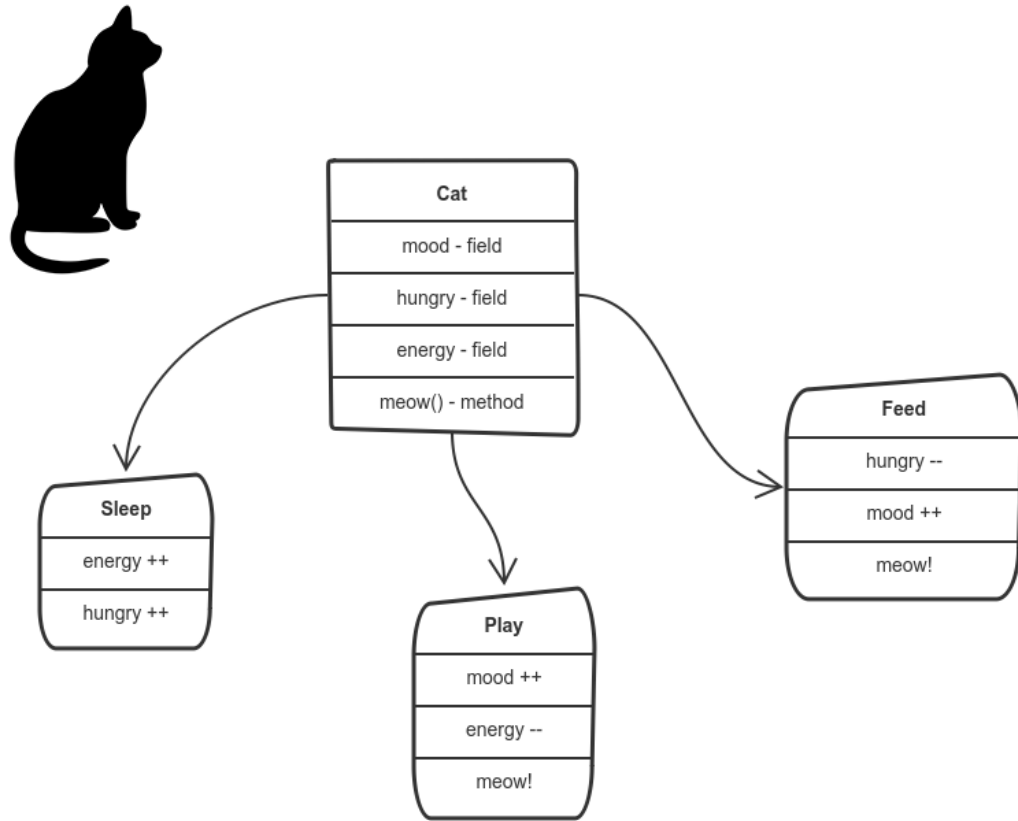 Cat
mood - field
hungry - field
energy - field
meow() - method
Sleep
energy ++
hungry ++
Play
mood ++
energy --
meow!
Feed
hungry --
mood ++
meow!